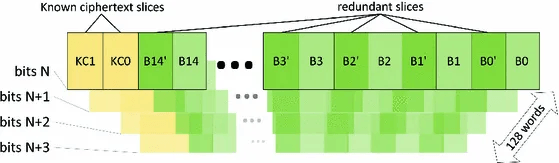 Known ciphertext slices
redundant slices
KC1 KC0 B14' B14 B3' B3 B2' B2 B1' B1 B0' B0
bits N
bits N+1
bits N+2
bits N+3
128 words